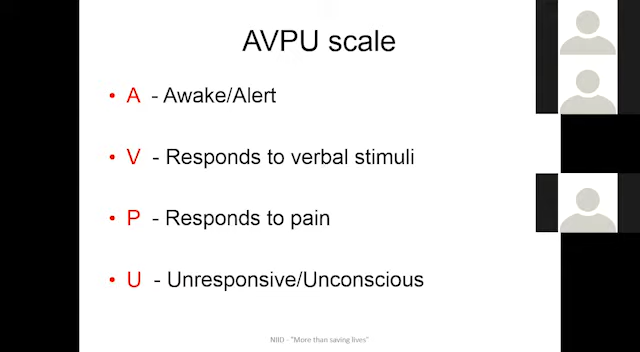 AVPU scale
• A - Awake/Alert
• V - Responds to verbal stimuli
• P - Responds to pain
• U - Unresponsive/Unconscious
NIID - "More than saving lives"